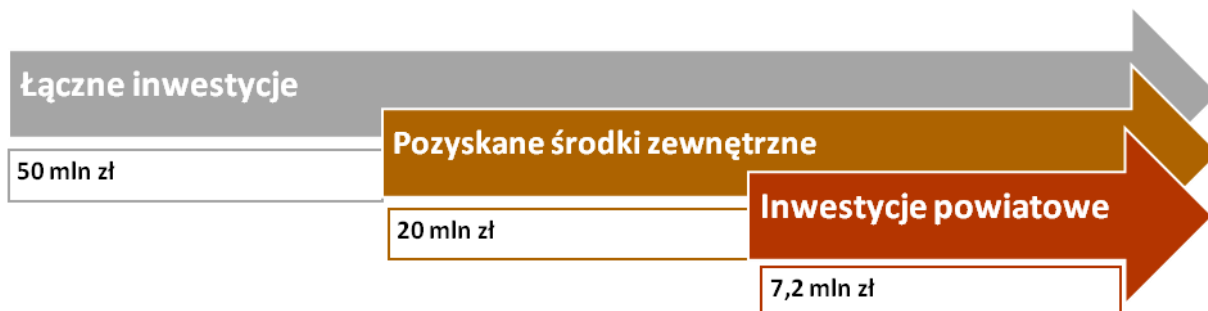 Łączne inwestycje
50 mln zł
Pozyskane środki zewnętrzne
20 mln zł
Inwestycje powiatowe
7,2 mln zł